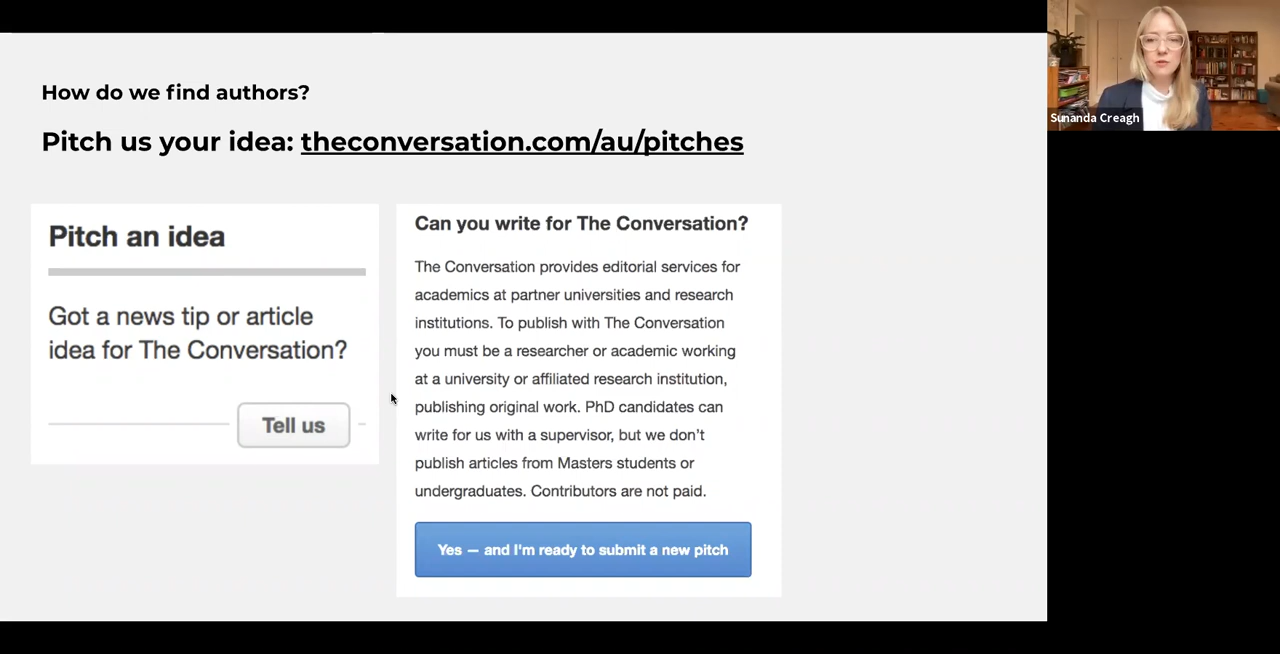 How do we find authors?
Pitch us your idea: theconversation.com/au/pitches
Pitch an idea
Got a news tip or article
idea for The Conversation?
Tell us
Can you write for The Conversation?
The Conversation provides editorial services for
academics at partner universities and research
institutions. To publish with The Conversation
you must be a researcher or academic working
at a university or affiliated research institution,
publishing original work. PhD candidates can
write for us with a supervisor, but we don't
publish articles from Masters students or
undergraduates. Contributors are not paid.
Yes — and I'm ready to submit a new pitch
Sunanda Creagh